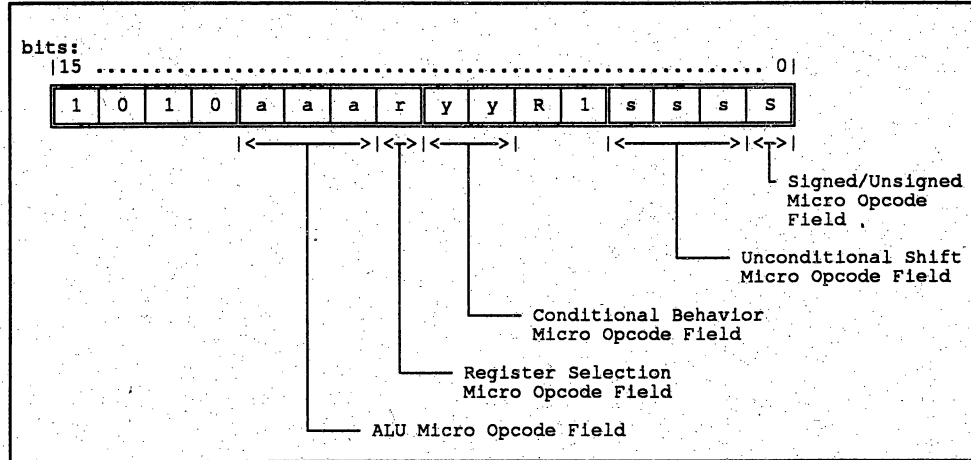 bits:
|15 ........................................................ 0|
1 0 1 0 a a a r y y R 1 s s s S
Signed/Unsigned
Micro Opcode
Field
Unconditional Shift
Micro Opcode Field
Conditional Behavior
Micro Opcode Field
Register Selection
Micro Opcode Field
ALU Micro Opcode Field